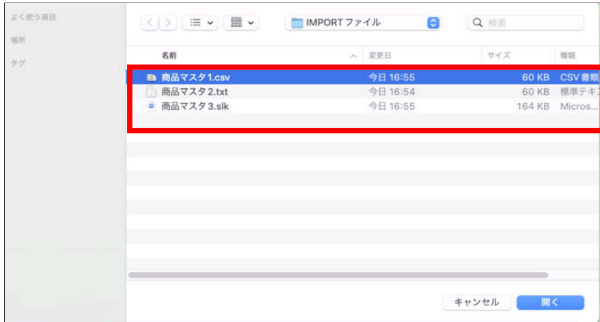 よく使う項目
場所
タグ
IMPORTファイル
検索
名前 変更日 サイズ 種類
商品マスタ1.csv 今日 16:55 60 KB CSV書類
商品マスタ2.txt 今日 16:54 60 KB 標準テキ
商品マスタ3.slk 今日 16:55 164 KB Micros...
キャンセル 開く